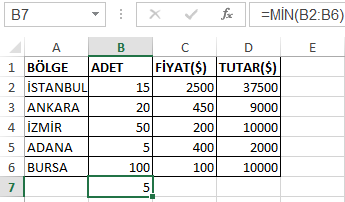 B7 fx =MİN(B2:B6)
A B C D E
1 BÖLGE ADET FİYAT($) TUTAR($)
2 İSTANBUL 15 2500 37500
3 ANKARA 20 450 9000
4 İZMİR 50 200 10000
5 ADANA 5 400 2000
6 BURSA 100 100 10000
7 5